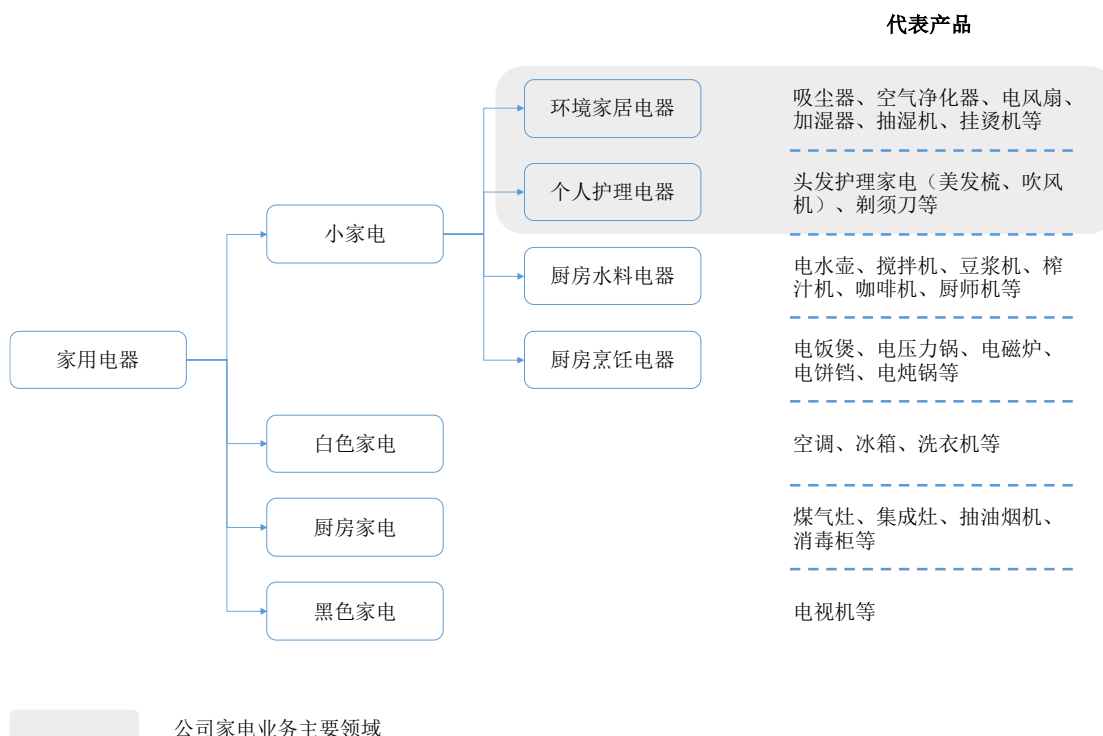 代表产品
环境家居电器
吸尘器、空气净化器、电风扇、
加湿器、抽湿机、挂烫机等
个人护理电器
头发护理家电（美发梳、吹风
机）、剃须刀等
小家电
厨房水料电器
电水壶、搅拌机、豆浆机、榨
汁机、咖啡机、厨师机等
家用电器
厨房烹饪电器
电饭煲、电压力锅、电磁炉、
电饼铛、电炖锅等
白色家电
空调、冰箱、洗衣机等
厨房家电
煤气灶、集成灶、抽油烟机、
消毒柜等
黑色家电
电视机等
公司家电业务主要领域